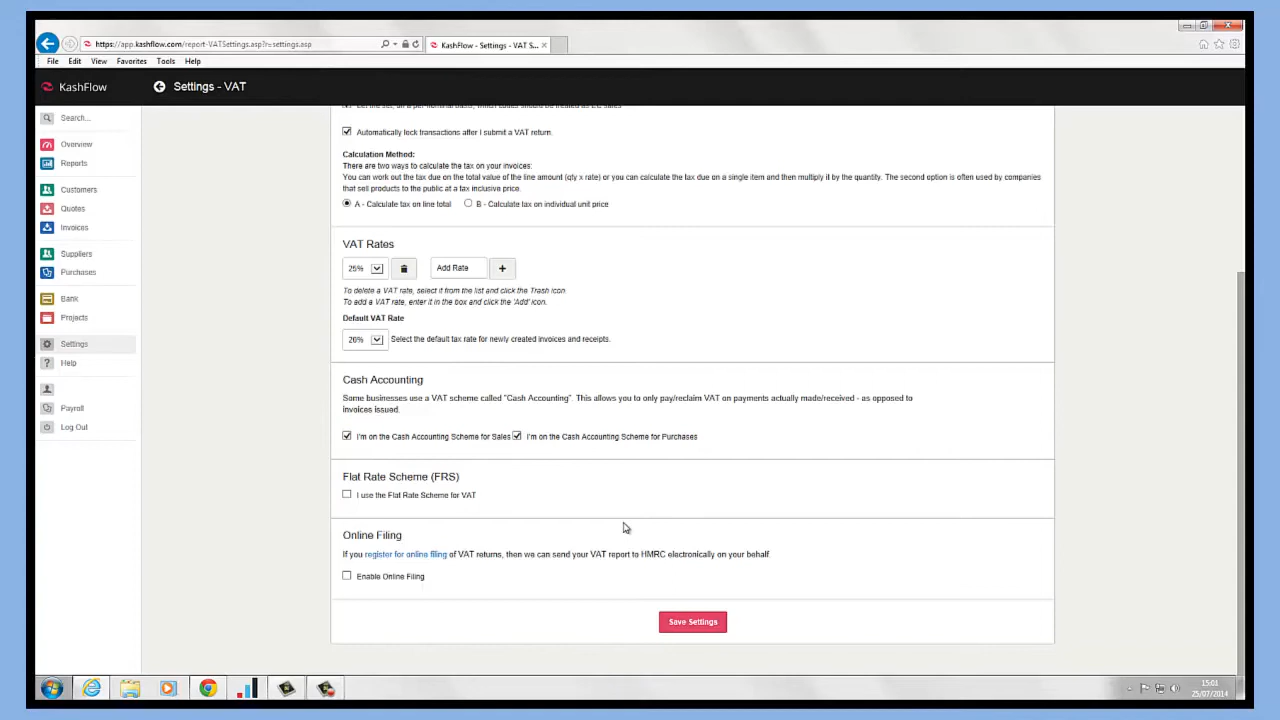 https://app.kashflow.com/report-VATSettings.asp?r=settings.asp
KashFlow - Settings - VAT S...
File Edit View Favorites Tools Help
KashFlow
Settings - VAT
Search...
Overview
Reports
Customers
Quotes
Invoices
Suppliers
Purchases
Bank
Projects
Settings
Help
Payroll
Log Out
Automatically lock transactions after I submit a VAT return.
Calculation Method:
There are two ways to calculate the tax on your invoices:
You can work out the tax due on the total value of the line amount (qty x rate) or you can calculate the tax due on a single item and then multiply it by the quantity. The second option is often used by companies
that sell products to the public at a tax inclusive price.
A - Calculate tax on line total B - Calculate tax on individual unit price
VAT Rates
25% Add Rate +
To delete a VAT rate, select it from the list and click the Trash icon.
To add a VAT rate, enter it in the box and click the 'Add' icon.
Default VAT Rate
Select the default tax rate for newly created invoices and receipts.
Cash Accounting
Some businesses use a VAT scheme called "Cash Accounting". This allows you to only pay/reclaim VAT on payments actually made/received - as opposed to
invoices issued.
I'm on the Cash Accounting Scheme for Sales I'm on the Cash Accounting Scheme for Purchases
Flat Rate Scheme (FRS)
I use the Flat Rate Scheme for VAT
Online Filing
If you register for online filing of VAT returns, then we can send your VAT report to HMRC electronically on your behalf
Enable Online Filing
Save Settings
15:01
25/07/2014